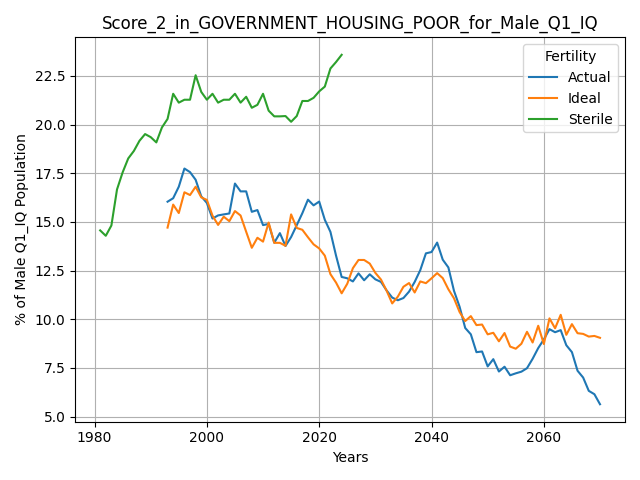 Score_2_in_GOVERNMENT_HOUSING_POOR_for_Male_Q1_IQ
Fertility
Actual
Ideal
Sterile
% of Male Q1_IQ Population
22.5
20.0
17.5
15.0
12.5
10.0
7.5
5.0
1980
2000
2020
2040
2060
Years